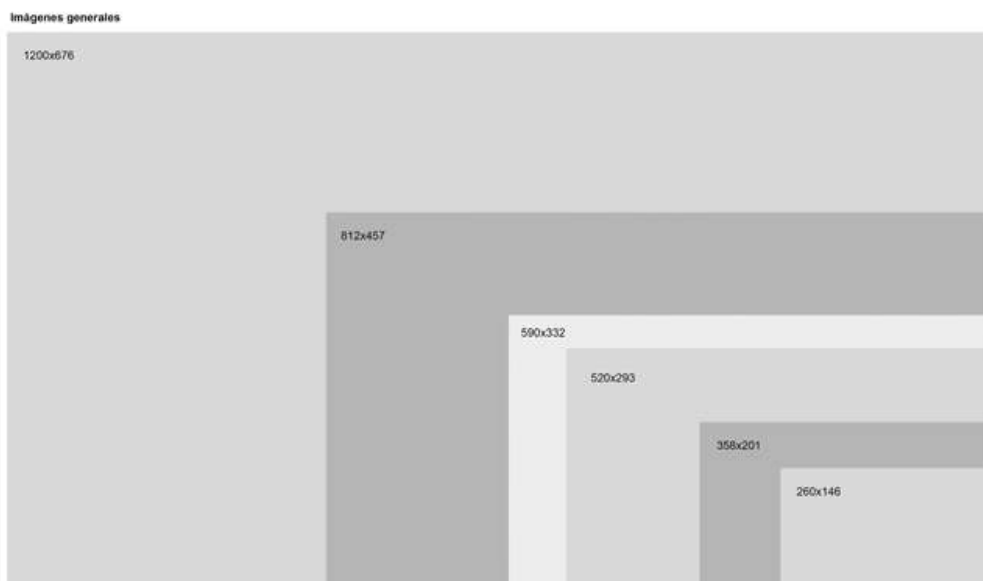 Imágenes generales
1200x676
812x457
590x332
520x293
358x201
260x146